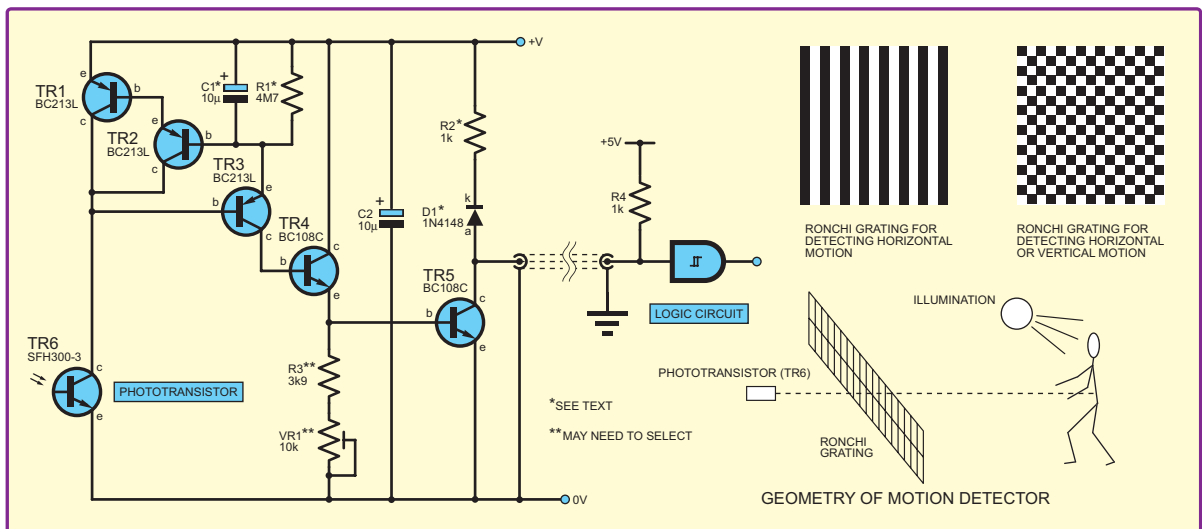 +V
e
TR1
BC213L
b
c
C1*
10µ
+
R1*
4M7
e
TR2
BC213L
b
c
TR3
BC213L
e
b
c
TR4
BC108C
c
b
e
C2
10µ
+
R2*
1k
k
D1*
1N4148
a
TR5
BC108C
c
b
e
+5V
R4
1k
LOGIC CIRCUIT
TR6
SFH300-3
c
e
PHOTOTRANSISTOR
R3**
3k9
VR1**
10k
*SEE TEXT
**MAY NEED TO SELECT
0V
RONCHI GRATING FOR
DETECTING HORIZONTAL
MOTION
RONCHI GRATING FOR
DETECTING HORIZONTAL
OR VERTICAL MOTION
ILLUMINATION
PHOTOTRANSISTOR (TR6)
RONCHI
GRATING
GEOMETRY OF MOTION DETECTOR